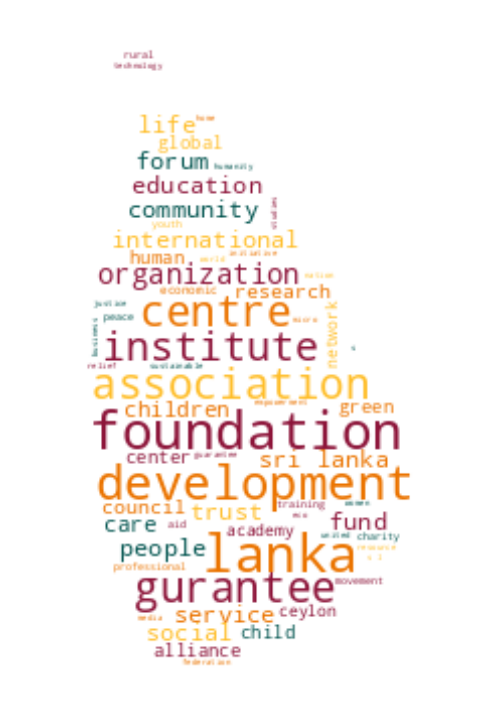 rural
technology
life home
global
forum humanity
education
community studies
youth
international
human world initiative
organization nation
economic research
justice centre
peace micro network
business institute
relief sustainable
association
children empowerment green
foundation
center guarantee sri lanka
development
council trust training women
care aid academy eco fund
united charity
people lanka resource
professional
gurantee movement
media service ceylon
social child
alliance
federation